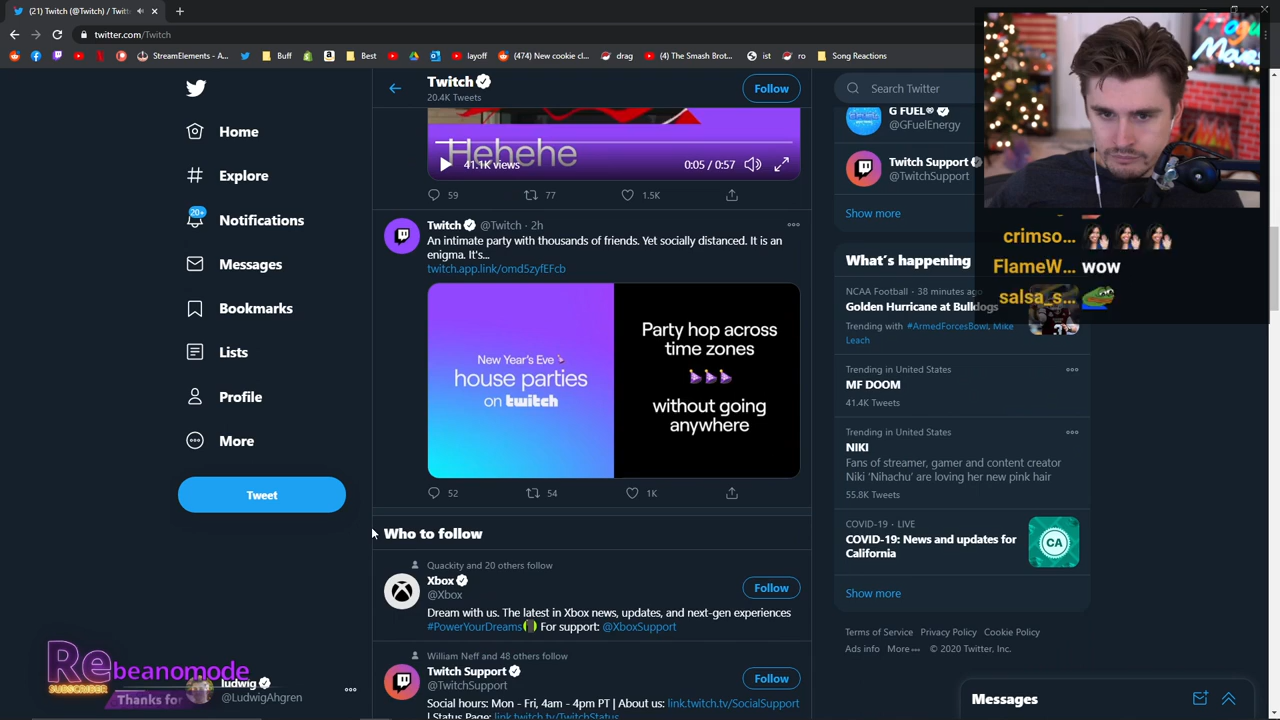 (21) Twitch (@Twitch) / Twitt
twitter.com/Twitch
StreamElements - A...
Buff
Best
layoff
(474) New cookie cl...
drag
(4) The Smash Brot...
ist
ro
Song Reactions
Home
Explore
20+
Notifications
Messages
Bookmarks
Lists
Profile
More
Tweet
Re beanomode
SUBSCRIBER
Thanks for
ludwig
@LudwigAhgren
Twitch
20.4K Tweets
Follow
Hehehe
41.1K views
0:05 / 0:57
59 77 1.5K
Twitch @Twitch · 2h
An intimate party with thousands of friends. Yet socially distanced. It is an
enigma. It's...
twitch.app.link/omd5zyfEFcb
New Year's Eve
house parties
on twitch
Party hop across
time zones
without going
anywhere
52 54 1K
Who to follow
Quackity and 20 others follow
Xbox
@Xbox
Follow
Dream with us. The latest in Xbox news, updates, and next-gen experiences
#PowerYourDreams For support: @XboxSupport
William Neff and 48 others follow
Twitch Support
@TwitchSupport
Follow
Social hours: Mon - Fri, 4am - 4pm PT | About us: link.twitch.tv/SocialSupport
| Status Page: link.twitch.tv/TwitchStatus
Search Twitter
G FUEL®
@GFuelEnergy
Twitch Support
@TwitchSupport
Show more
What's happening
NCAA Football · 38 minutes ago
Golden Hurricane at Bulldogs
Trending with #ArmedForcesBowl, Mike
Leach
Trending in United States
MF DOOM
41.4K Tweets
Trending in United States
NIKI
Fans of streamer, gamer and content creator
Niki 'Nihachu' are loving her new pink hair
55.8K Tweets
COVID-19 · LIVE
COVID-19: News and updates for
California
CA
Show more
Terms of Service Privacy Policy Cookie Policy
Ads info More © 2020 Twitter, Inc.
Messages
crimso...
FlameW... wow
salsa_s...